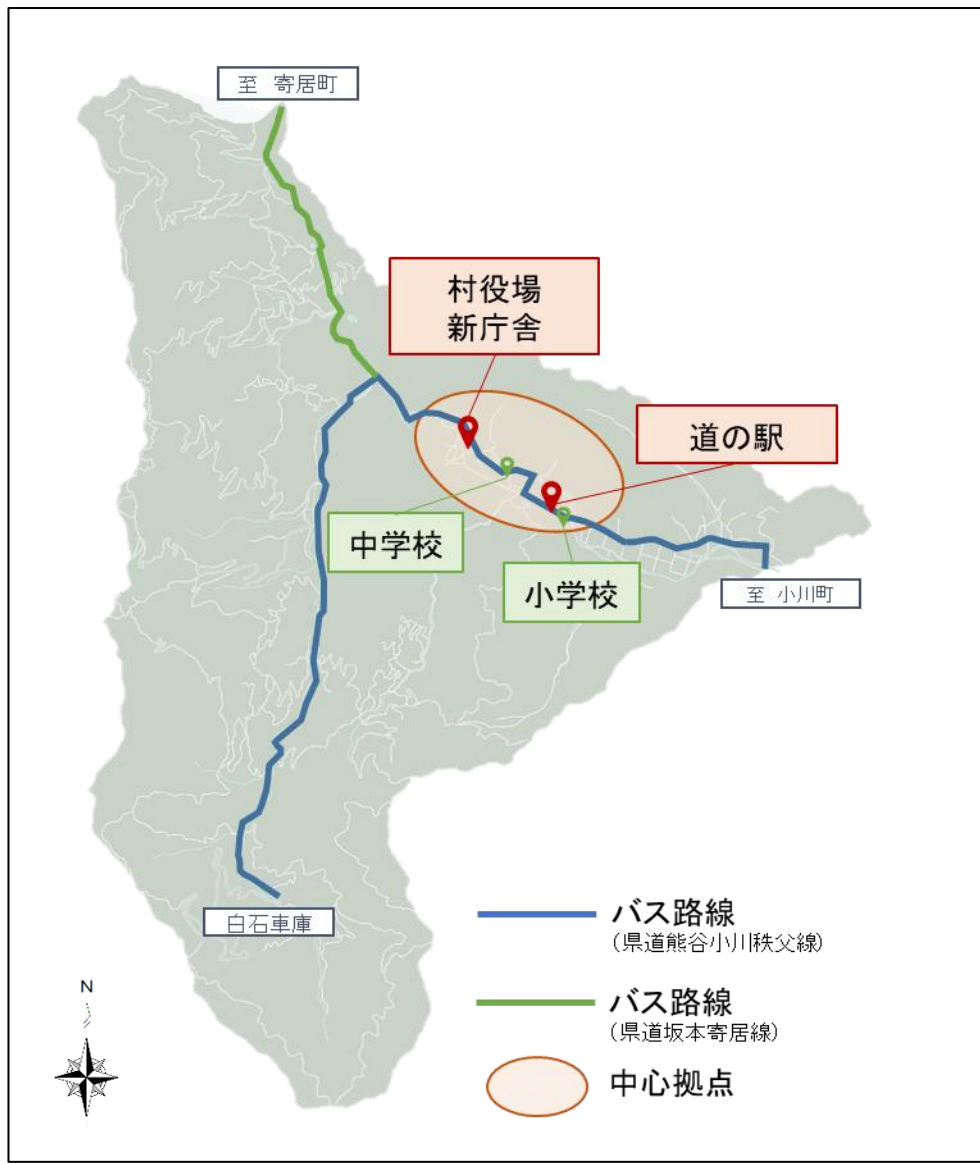 至 寄居町
村役場
新庁舎
道の駅
中学校
小学校
至 小川町
白石車庫
バス路線
(県道熊谷小川秩父線)
バス路線
(県道坂本寄居線)
中心拠点
N